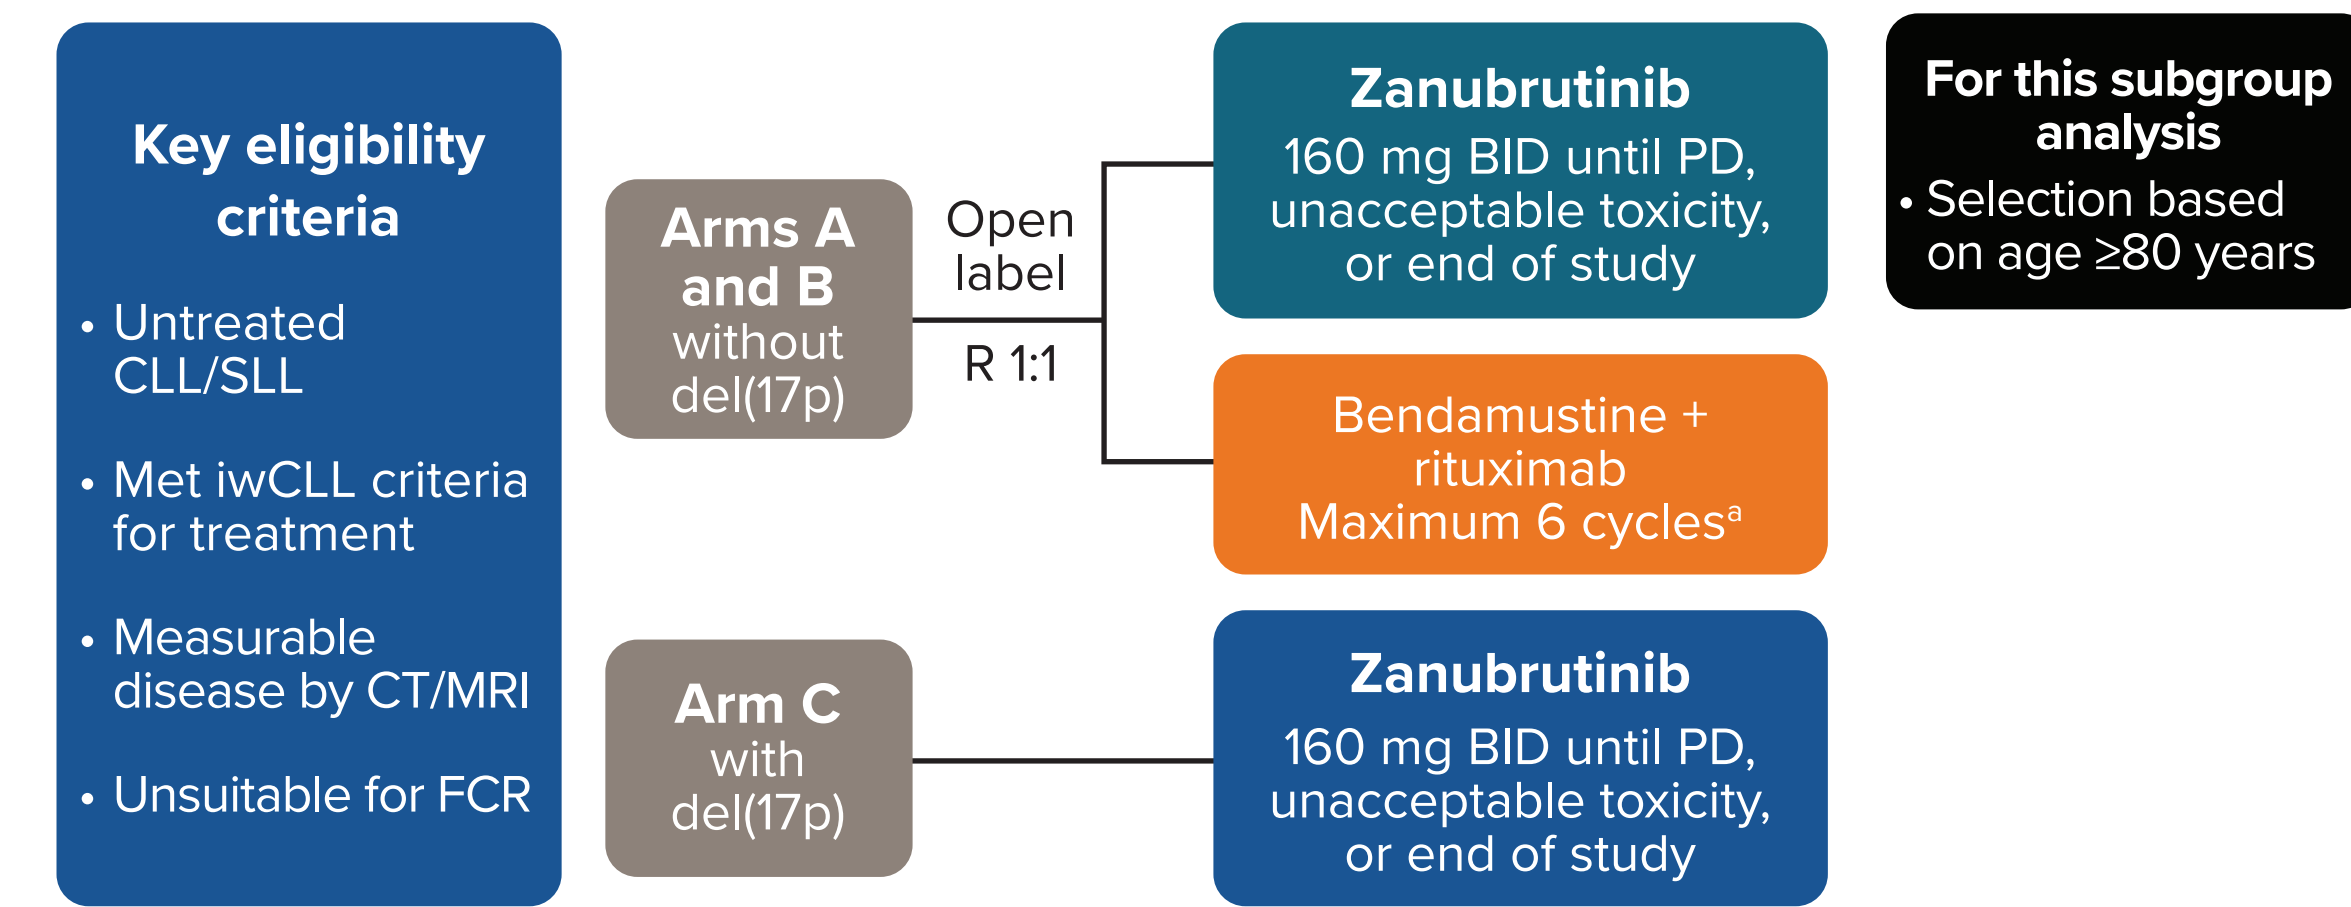 Key eligibility
criteria
• Untreated
CLL/SLL
• Met iwCLL criteria
for treatment
• Measurable
disease by CT/MRI
• Unsuitable for FCR
Arms A
and B
without
del(17p)
Open
label
R 1:1
Zanubrutinib
160 mg BID until PD,
unacceptable toxicity,
or end of study
Bendamustine +
rituximab
Maximum 6 cyclesᵃ
Arm C
with
del(17p)
Zanubrutinib
160 mg BID until PD,
unacceptable toxicity,
or end of study
For this subgroup
analysis
• Selection based
on age ≥80 years